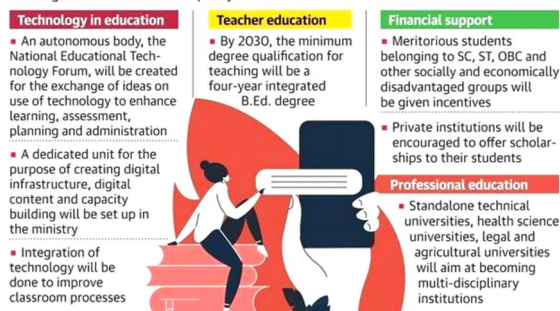 Technology in education
▪ An autonomous body, the
National Educational Tech-
nology Forum, will be created
for the exchange of ideas on
use of technology to enhance
learning, assessment,
planning and administration
▪ A dedicated unit for the
purpose of creating digital
infrastructure, digital
content and capacity
building will be set up in
the ministry
▪ Integration of
technology will be
done to improve
classroom processes
Teacher education
▪ By 2030, the minimum
degree qualification for
teaching will be a
four-year integrated
B.Ed. degree
Financial support
▪ Meritorious students
belonging to SC, ST, OBC and
other socially and economically
disadvantaged groups will
be given incentives
▪ Private institutions will be
encouraged to offer scholar-
ships to their students
Professional education
▪ Standalone technical
universities, health science
universities, legal and
agricultural universities
will aim at becoming
multi-disciplinary
institutions